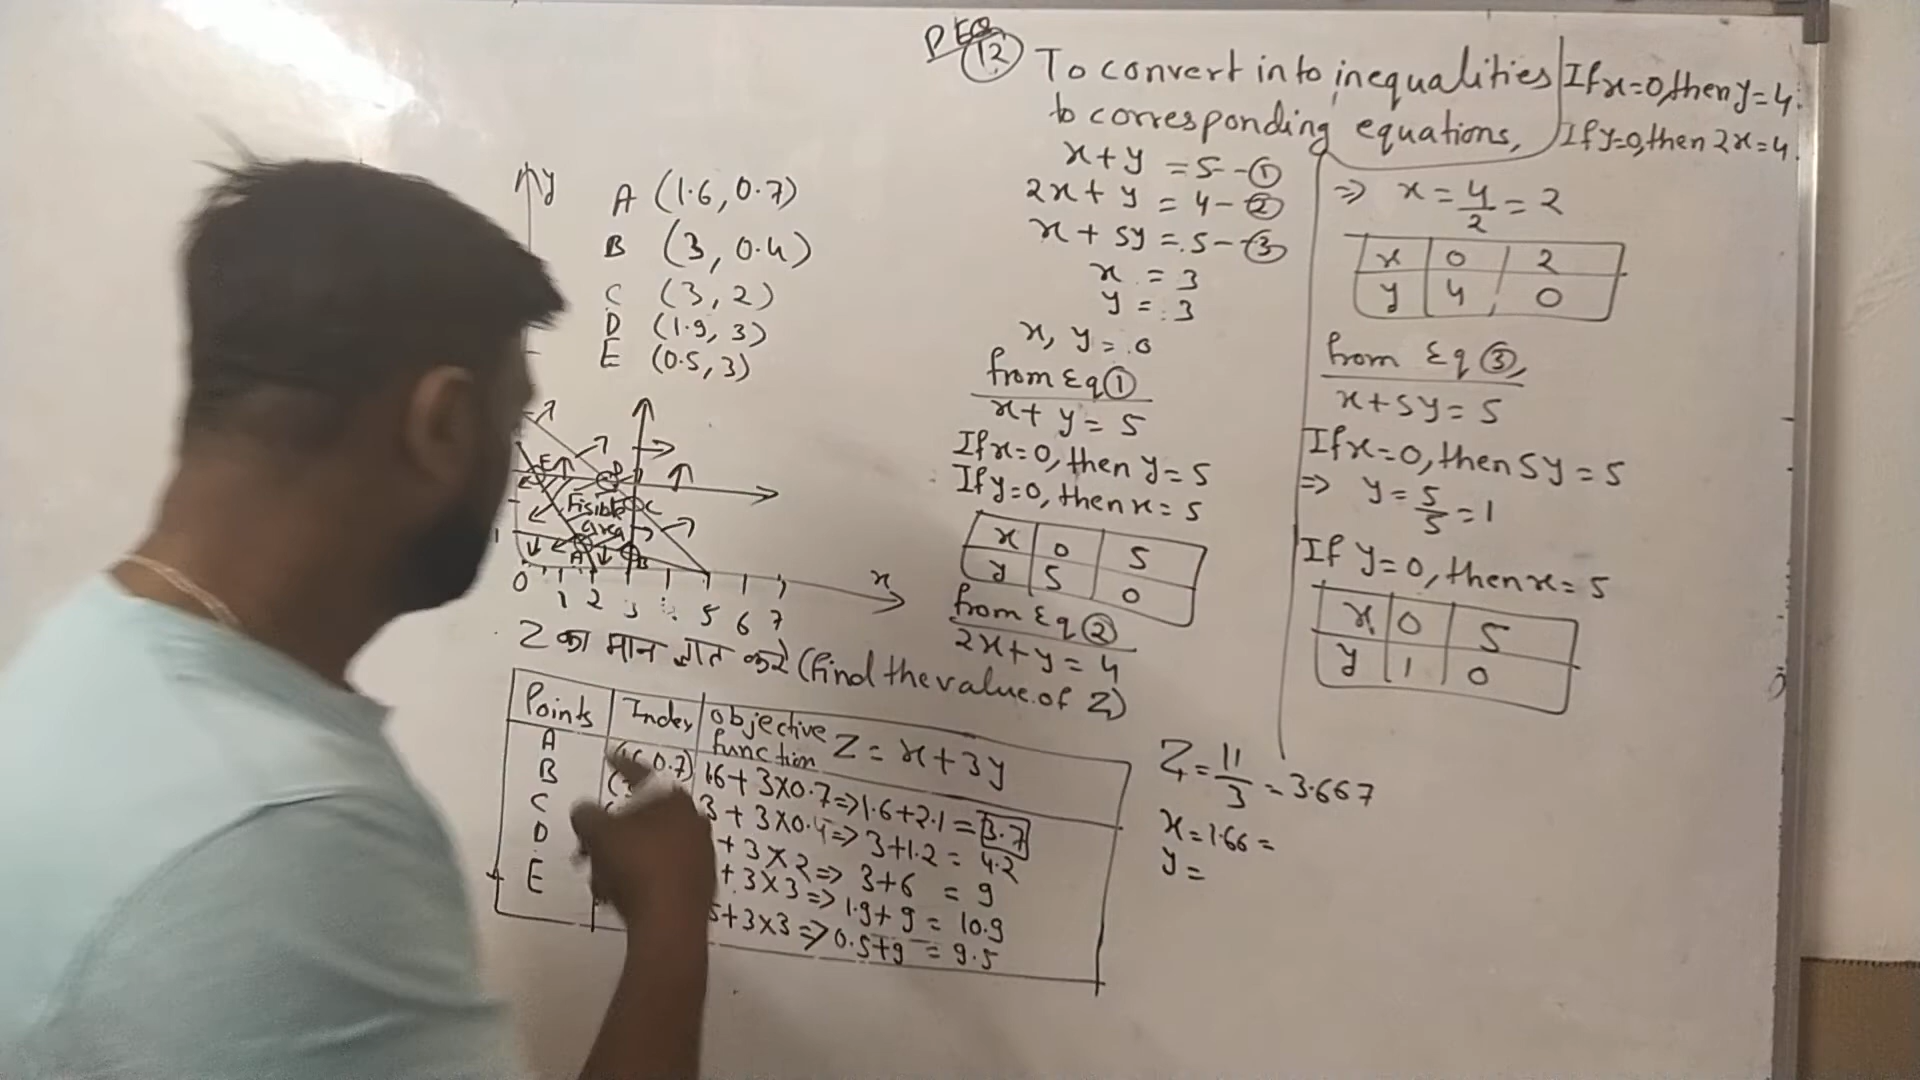 12 To convert in to inequalities
to corresponding equations,
x + y = 5 - ①
2x + y = 4 - ②
x + 5y = 5 - ③
x = 3
y = 3
x, y = 0
from Eq ①
x + y = 5
If x=0, then y = 5
If y=0, then x = 5
x 0 5
y 5 0
from Eq ②
2x + y = 4
If x=0, then y = 4.
If y=0, then 2x = 4.
⇒ x = 4/2 = 2
x 0 2
y 4 0
from Eq ③,
x + 5y = 5
If x=0, then 5y = 5
⇒ y = 5/5 = 1
If y=0, then x = 5
x 0 5
y 1 0
y
A (1.6, 0.7)
B (3, 0.4)
C (3, 2)
D (1.9, 3)
E (0.5, 3)
E D
Fisible C
area
A B
1
0 1 2 3 5 6 7
x
Z का मान ज्ञात करे (find the value of Z)
Points Index objective function Z = x + 3y
A 0.7) 1.6 + 3×0.7 ⇒ 1.6+2.1 = 3.7
B 3 + 3×0.4 ⇒ 3+1.2 = 4.2
C + 3×2 ⇒ 3+6 = 9
D + 3×3 ⇒ 1.9+9 = 10.9
E 5+3×3 ⇒ 0.5+9 = 9.5
Z = 11/3 = 3.667
x = 1.66 =
y =